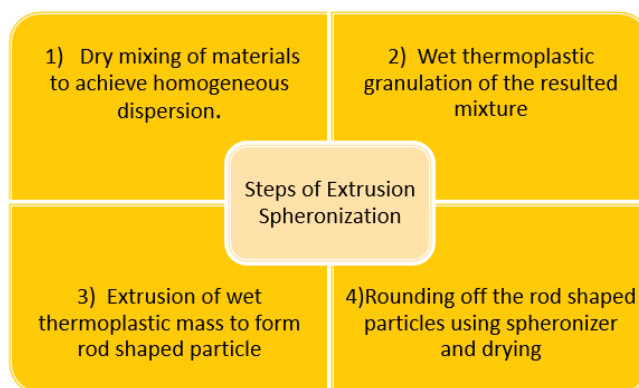 1) Dry mixing of materials
to achieve homogeneous
dispersion.
2) Wet thermoplastic
granulation of the resulted
mixture
Steps of Extrusion
Spheronization
3) Extrusion of wet
thermoplastic mass to form
rod shaped particle
4)Rounding off the rod shaped
particles using spheronizer
and drying